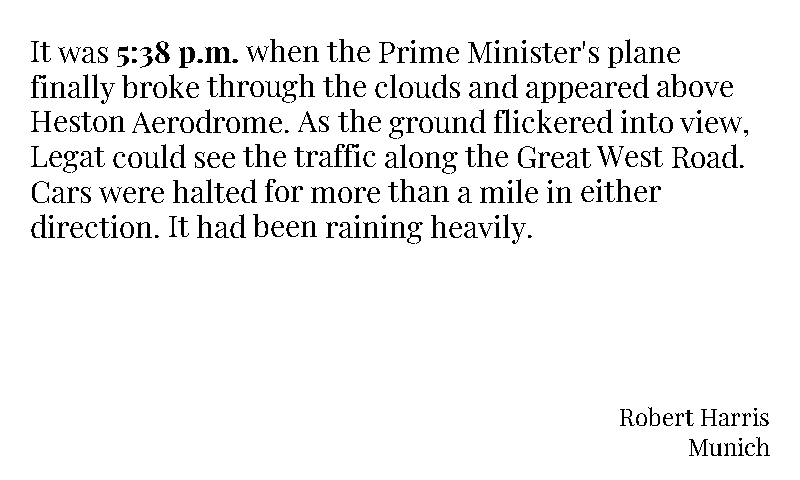 It was 5:38 p.m. when the Prime Minister's plane
finally broke through the clouds and appeared above
Heston Aerodrome. As the ground flickered into view,
Legat could see the traffic along the Great West Road.
Cars were halted for more than a mile in either
direction. It had been raining heavily.
Robert Harris
Munich